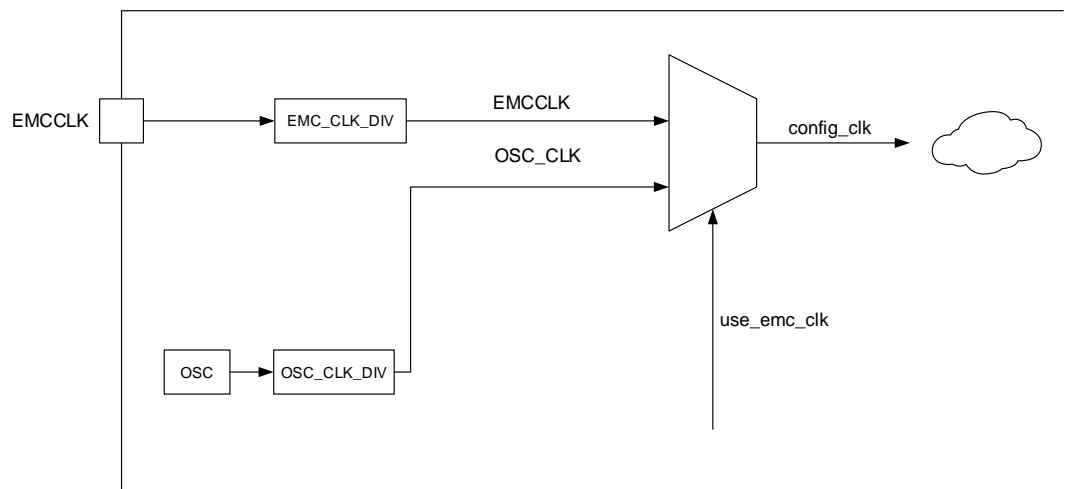 EMCCLK
EMC_CLK_DIV
EMCCLK
OSC_CLK
config_clk
use_emc_clk
OSC
OSC_CLK_DIV